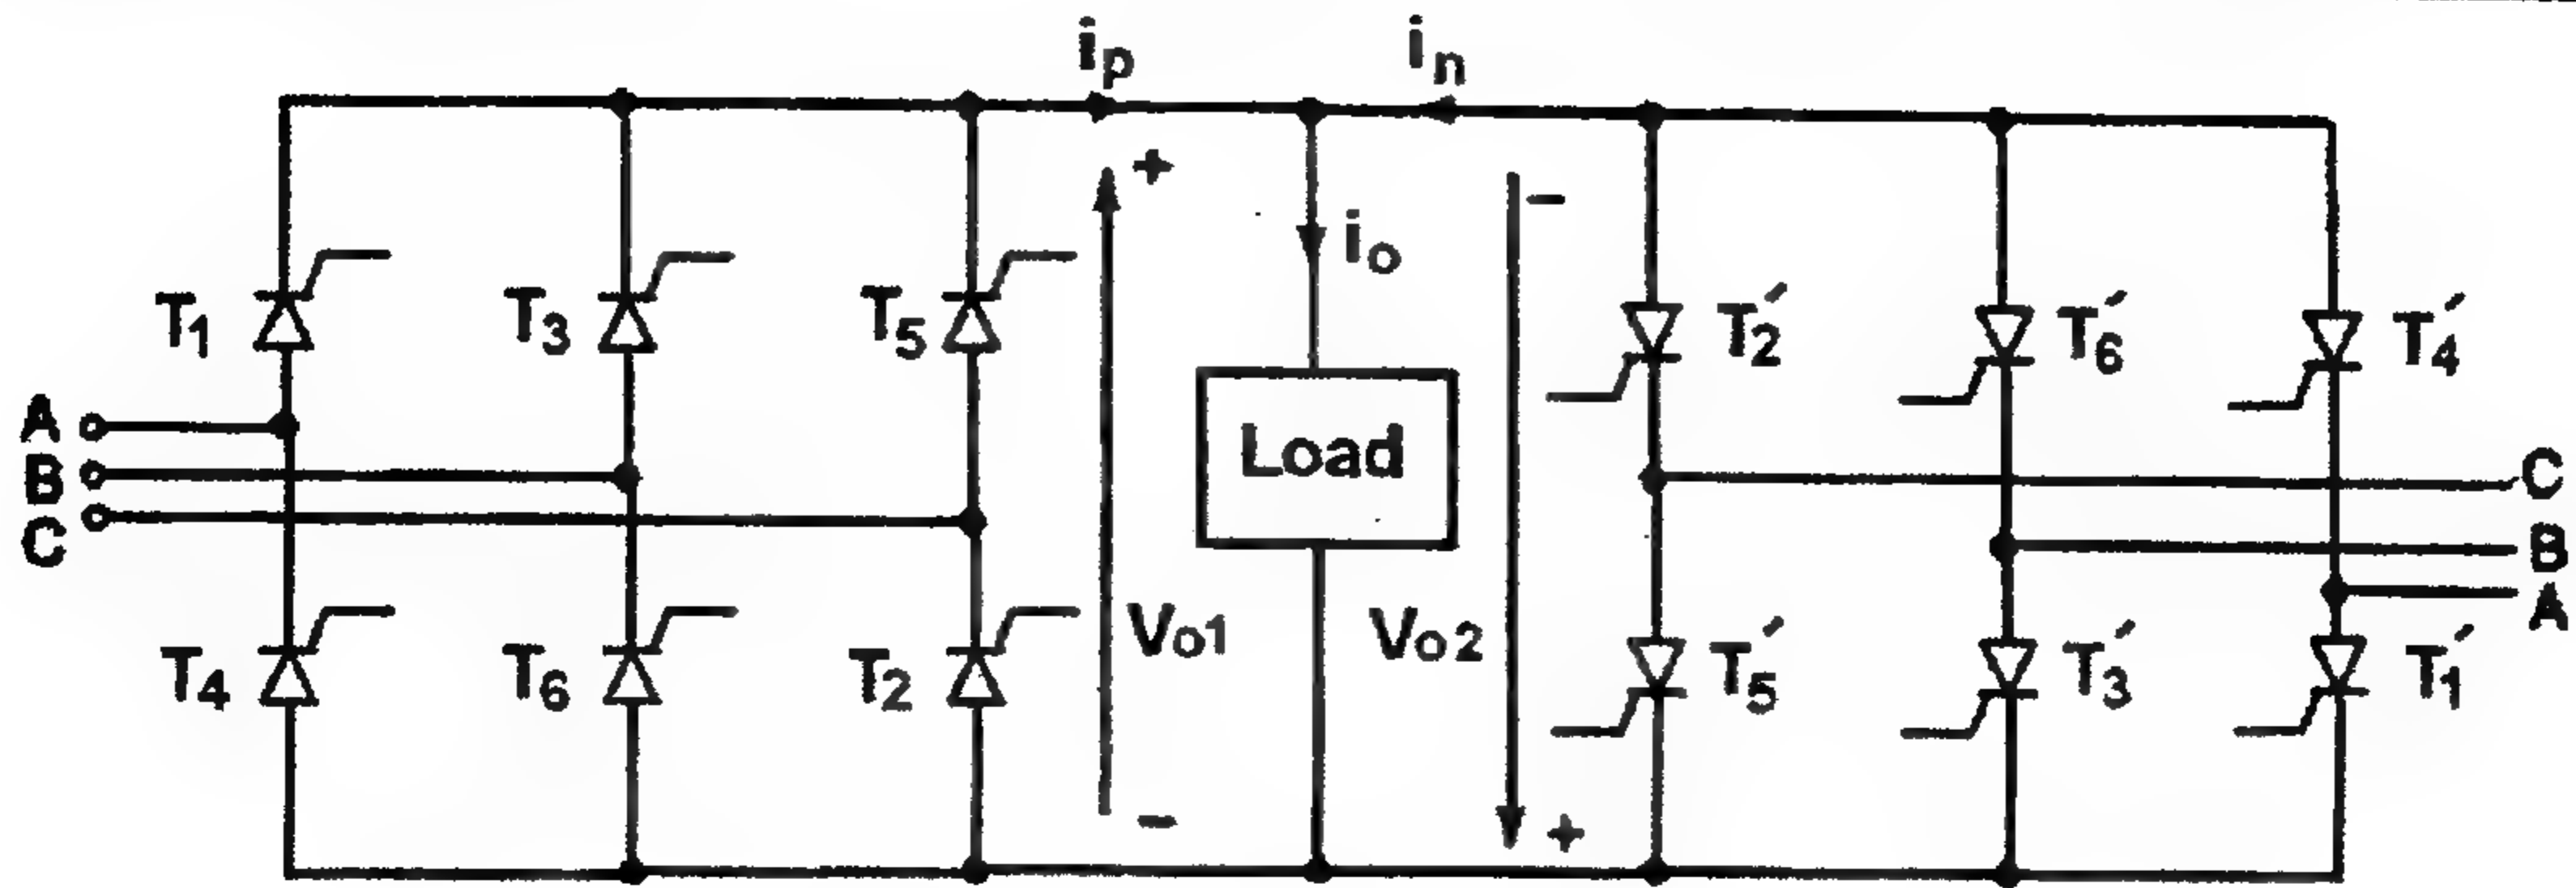 ip in
+ -
io
T1 T3 T5 T2′ T6′ T4′
A
B
C
Load
C
B
A
T4 T6 T2 Vo1 Vo2 T5′ T3′ T1′
- +